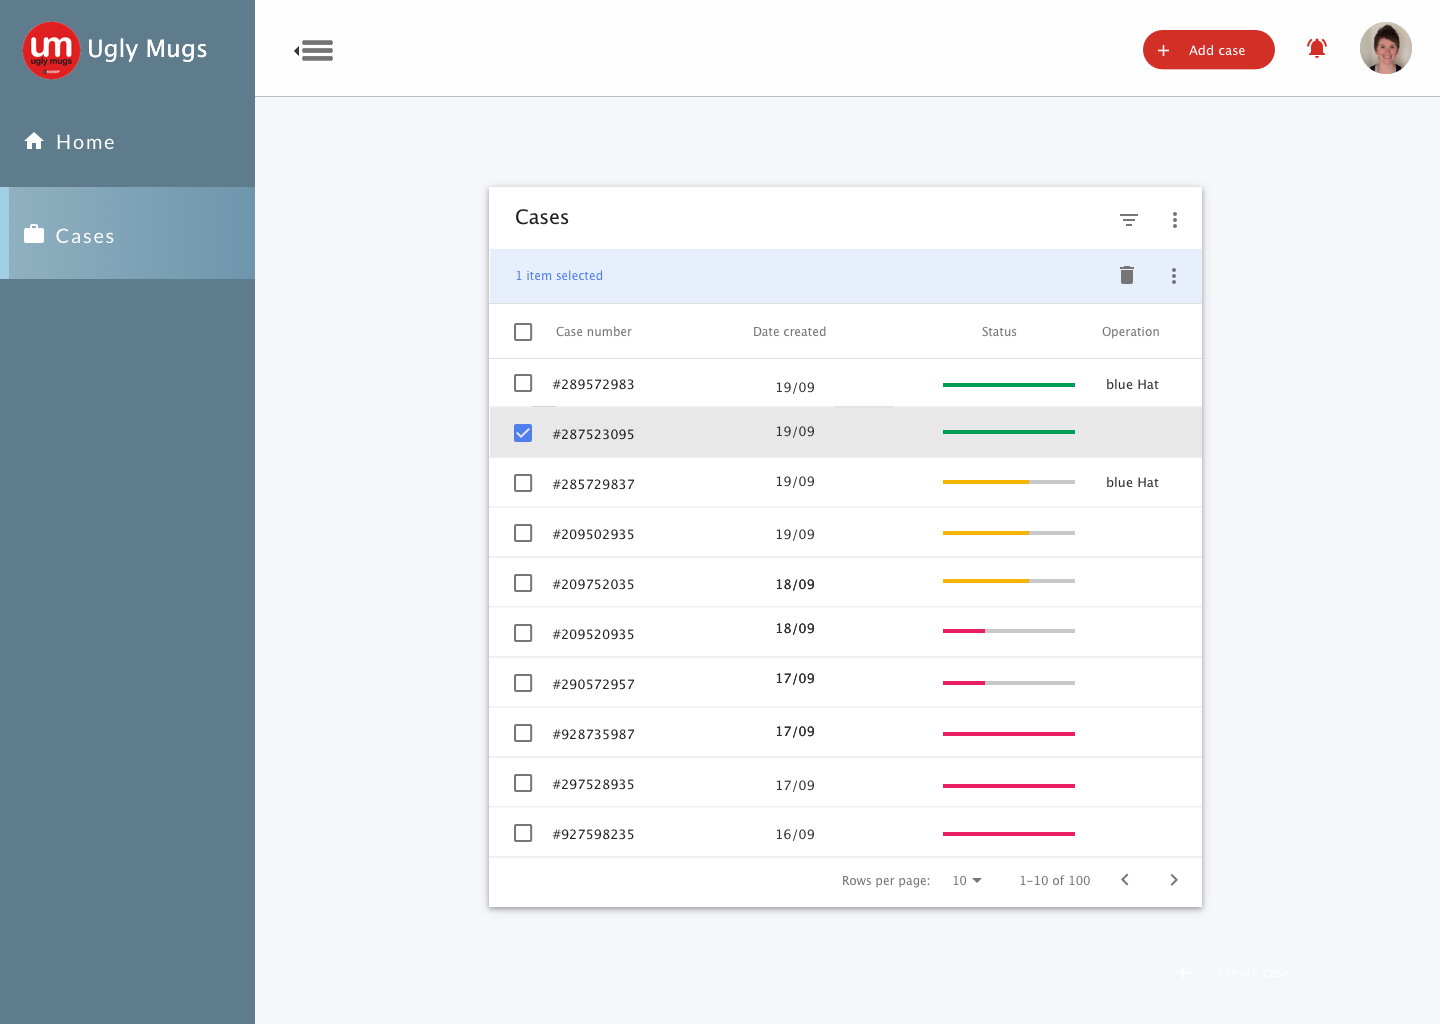 um
ugly mugs
Ugly Mugs
Add case
Home
Cases
Cases
1 item selected
Case number Date created Status Operation
#289572983 19/09 blue Hat
#287523095 19/09
#285729837 19/09 blue Hat
#209502935 19/09
#209752035 18/09
#209520935 18/09
#290572957 17/09
#928735987 17/09
#297528935 17/09
#927598235 16/09
Rows per page: 10 1-10 of 100
Create case